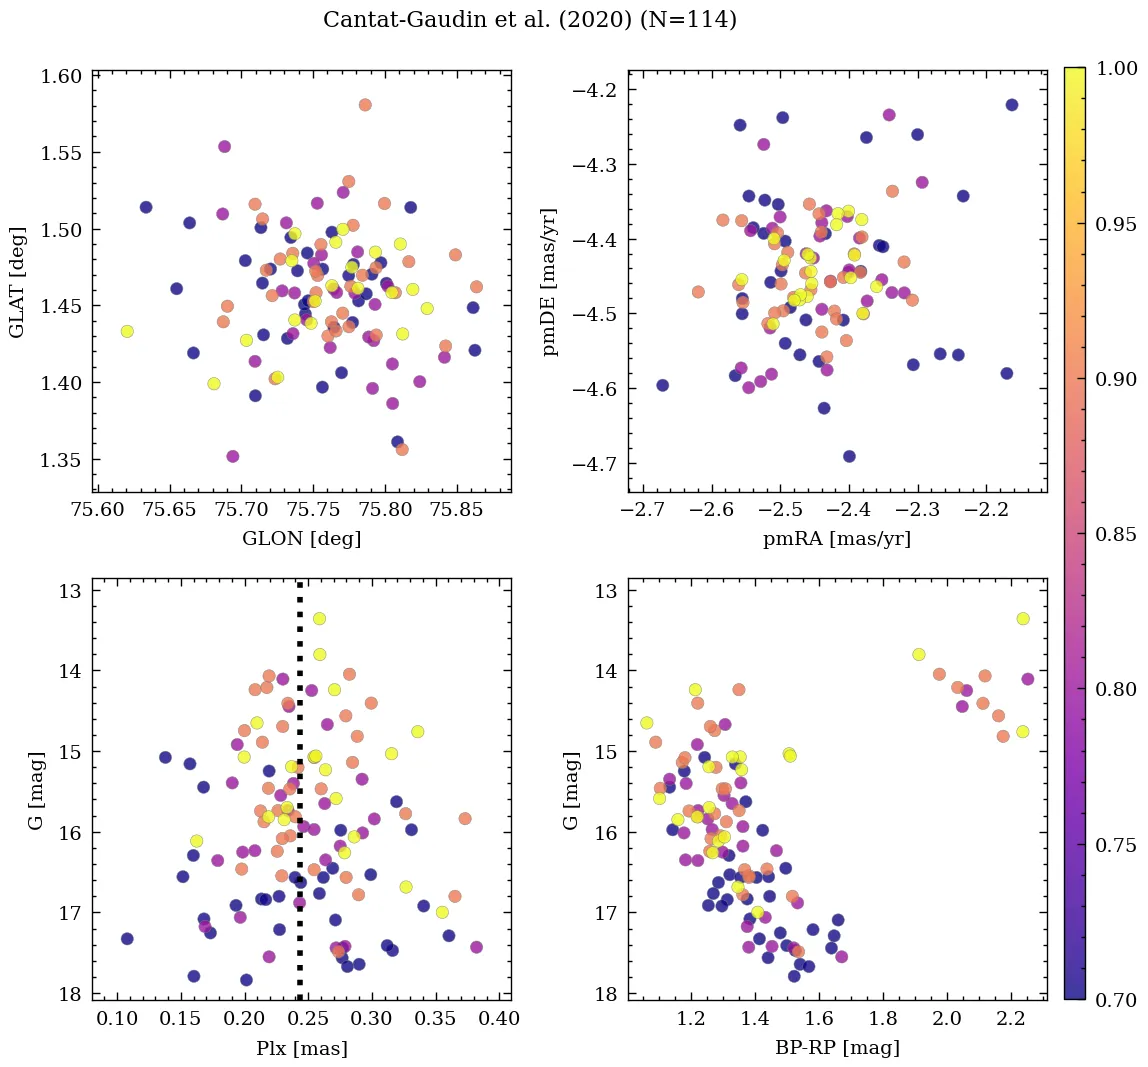 Cantat-Gaudin et al. (2020) (N=114)
1.60
1.55
1.50
1.45
1.40
1.35
GLAT [deg]
75.60 75.65 75.70 75.75 75.80 75.85
GLON [deg]
−4.2
−4.3
−4.4
−4.5
−4.6
−4.7
pmDE [mas/yr]
−2.7 −2.6 −2.5 −2.4 −2.3 −2.2
pmRA [mas/yr]
13
14
15
16
17
18
G [mag]
0.10 0.15 0.20 0.25 0.30 0.35 0.40
Plx [mas]
13
14
15
16
17
18
G [mag]
1.2 1.4 1.6 1.8 2.0 2.2
BP-RP [mag]
1.00
0.95
0.90
0.85
0.80
0.75
0.70